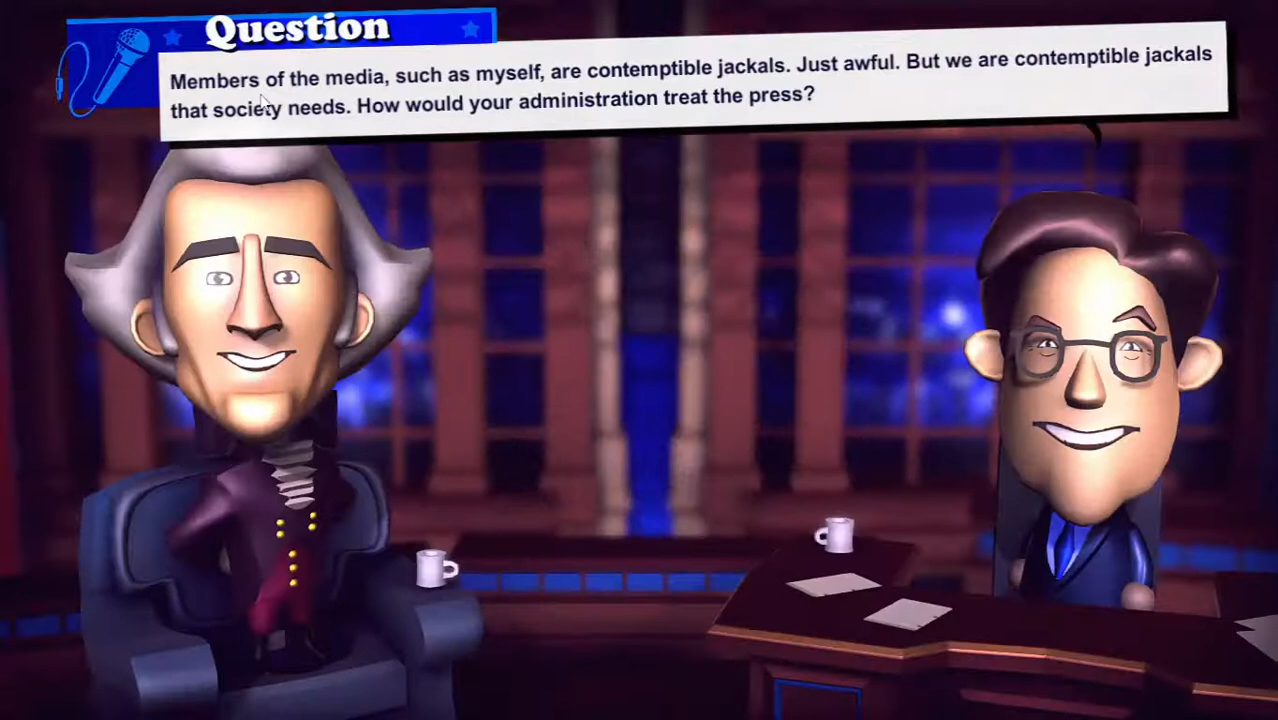 Question
Members of the media, such as myself, are contemptible jackals. Just awful. But we are contemptible jackals
that society needs. How would your administration treat the press?